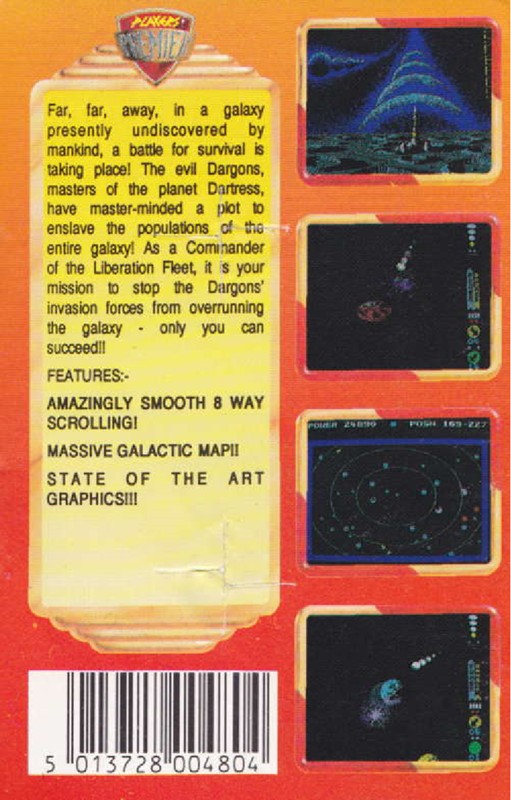 PLAYERS
PREMIER
Far, far, away, in a galaxy
presently undiscovered by
mankind, a battle for survival is
taking place! The evil Dargons,
masters of the planet Dartress,
have master-minded a plot to
enslave the populations of the
entire galaxy! As a Commander
of the Liberation Fleet, it is your
mission to stop the Dargons'
invasion forces from overrunning
the galaxy - only you can
succeed!!
FEATURES:-
AMAZINGLY SMOOTH 8 WAY
SCROLLING!
MASSIVE GALACTIC MAP!!
STATE OF THE ART
GRAPHICS!!!
POWER 24890 POSN 169-227
5 013728 004804